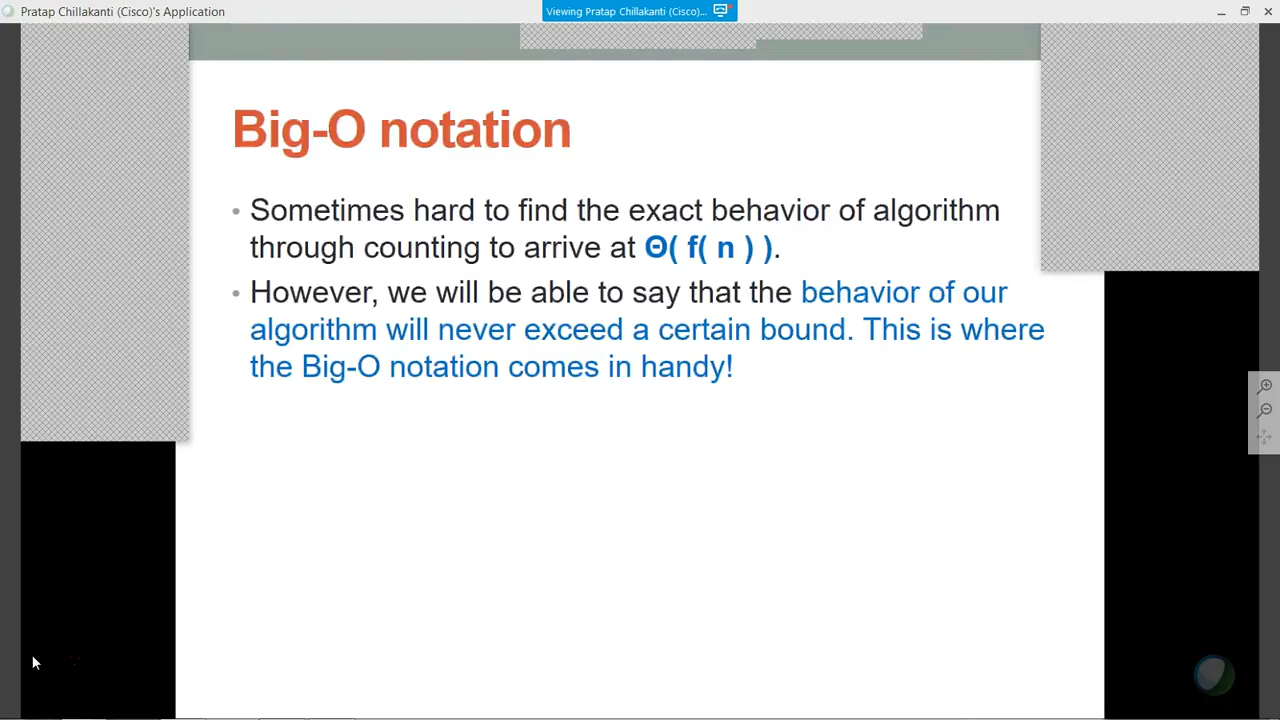 Pratap Chillakanti (Cisco)'s Application
Viewing Pratap Chillakanti (Cisco)...
Big-O notation
• Sometimes hard to find the exact behavior of algorithm
through counting to arrive at Θ( f( n ) ).
• However, we will be able to say that the behavior of our
algorithm will never exceed a certain bound. This is where
the Big-O notation comes in handy!